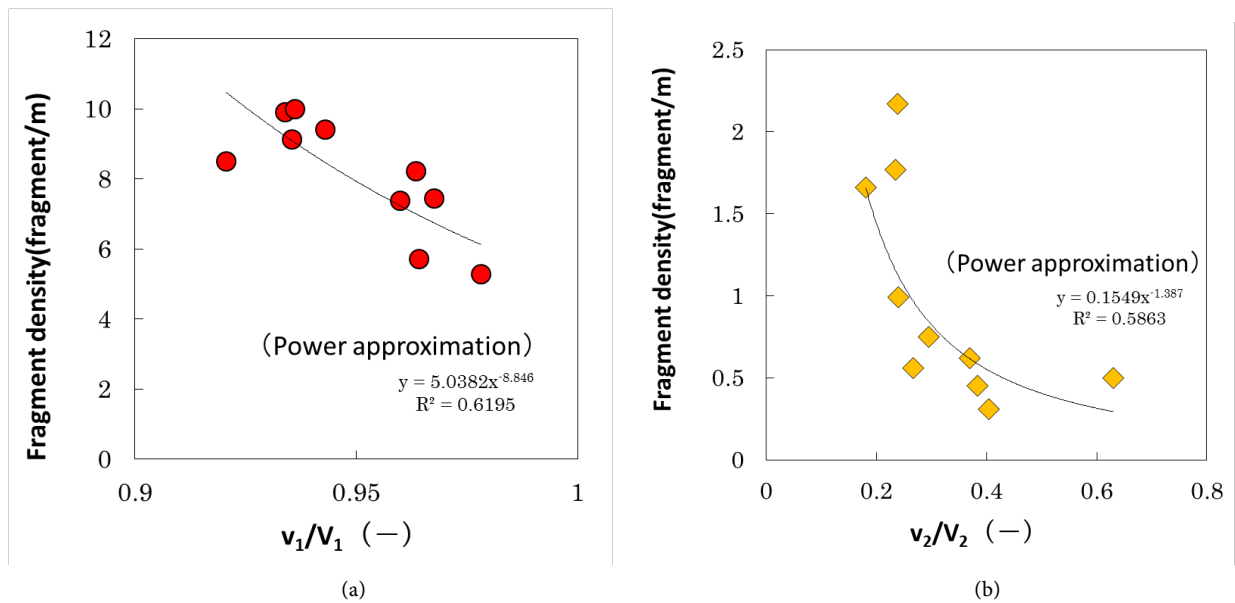 Fragment density(fragment/m)
12
10
8
6
4
2
0
（Power approximation）
y = 5.0382x^-8.846
R² = 0.6195
0.9
0.95
1
v₁/V₁ （—）
(a)
Fragment density(fragment/m)
2.5
2
1.5
1
0.5
0
（Power approximation）
y = 0.1549x^-1.387
R² = 0.5863
0
0.2
0.4
0.6
0.8
v₂/V₂ （—）
(b)